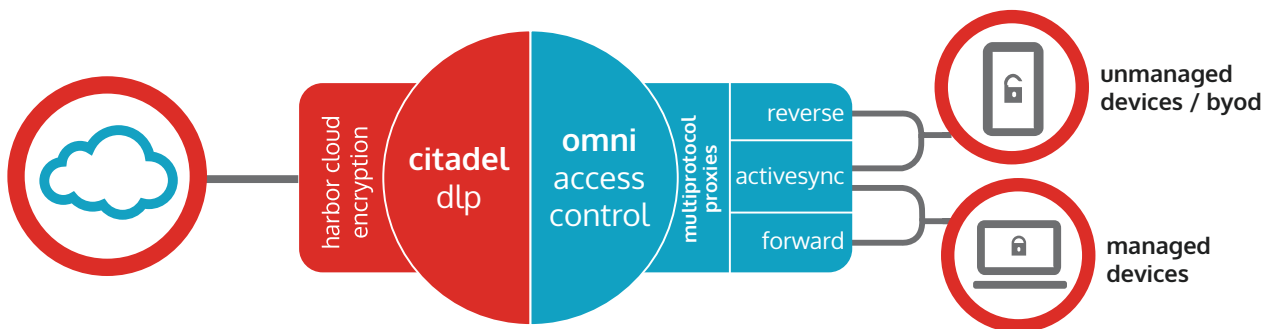 harbor cloud
encryption
citadel
dlp
omni
access
control
multiprotocol
proxies
reverse
activesync
forward
unmanaged
devices / byod
managed
devices